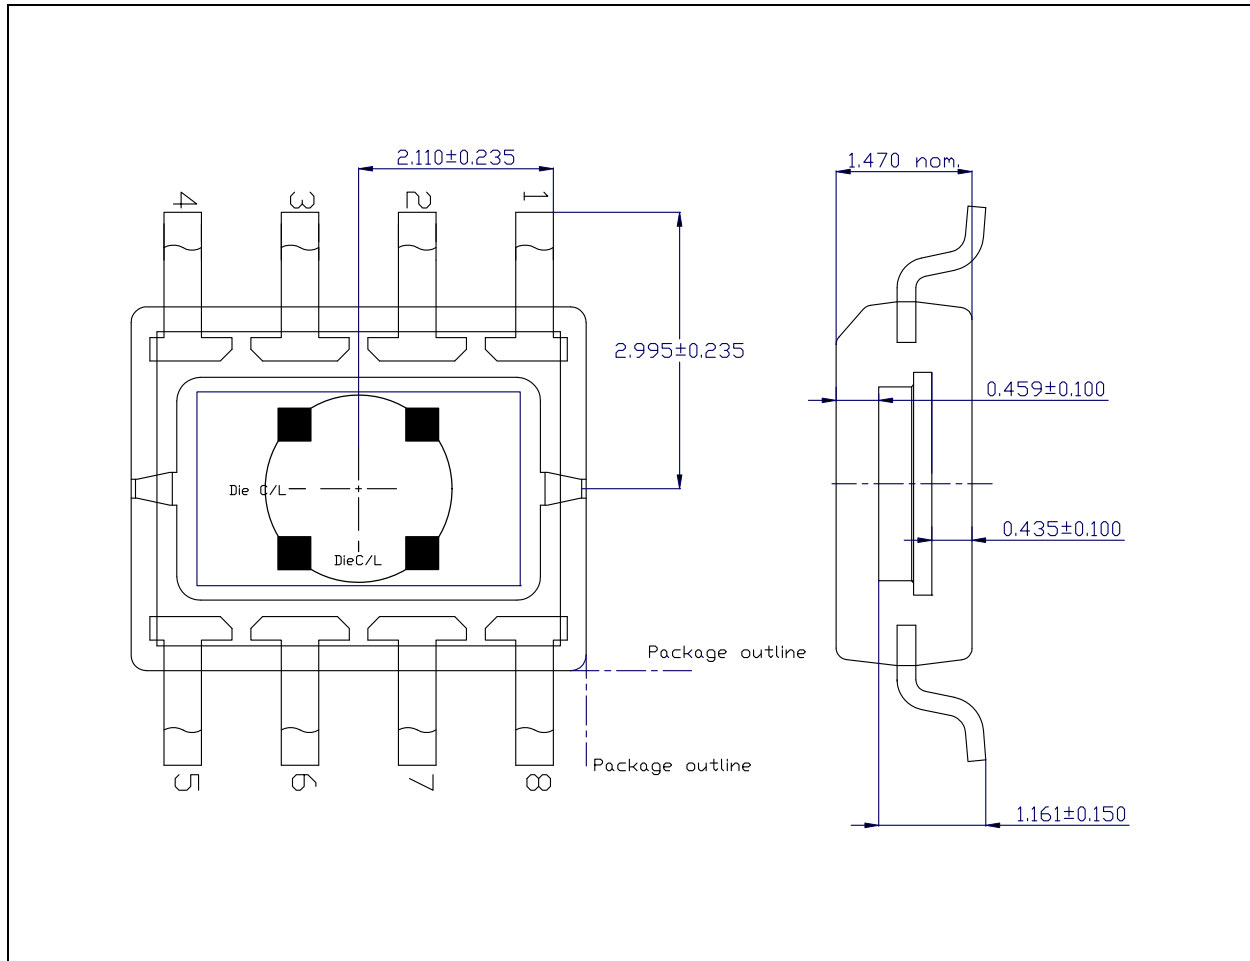 2.110±0.235
1.470 nom.
4
3
2
1
2.995±0.235
0.459±0.100
Die C/L
0.435±0.100
DieC/L
Package outline
Package outline
5
6
7
8
1.161±0.150